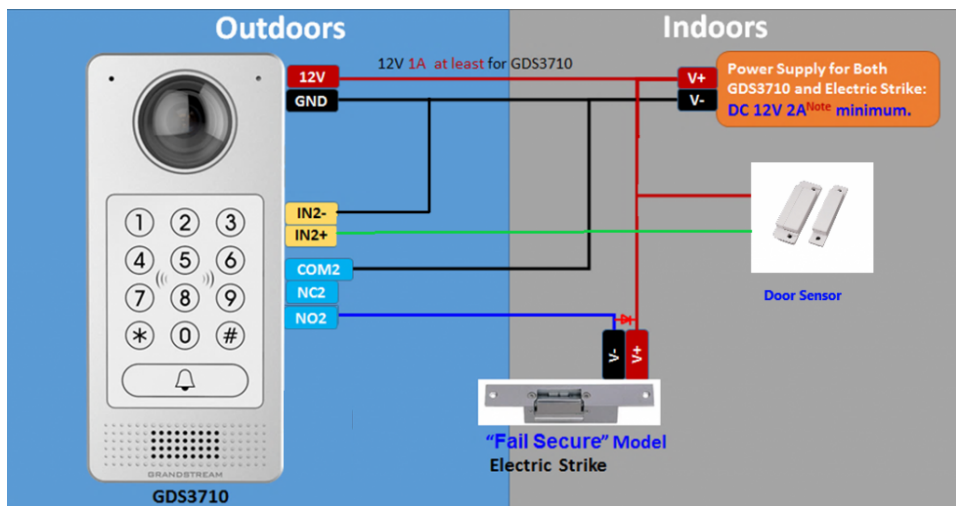 Outdoors
Indoors
12V 1A at least for GDS3710
12V
GND
V+
V-
Power Supply for Both
GDS3710 and Electric Strike:
DC 12V 2ANote minimum.
IN2-
IN2+
COM2
NC2
NO2
1 2 3
4 5 6
7 8 9
* 0 #
GRANDSTREAM
GDS3710
Door Sensor
V-
V+
“Fail Secure” Model
Electric Strike